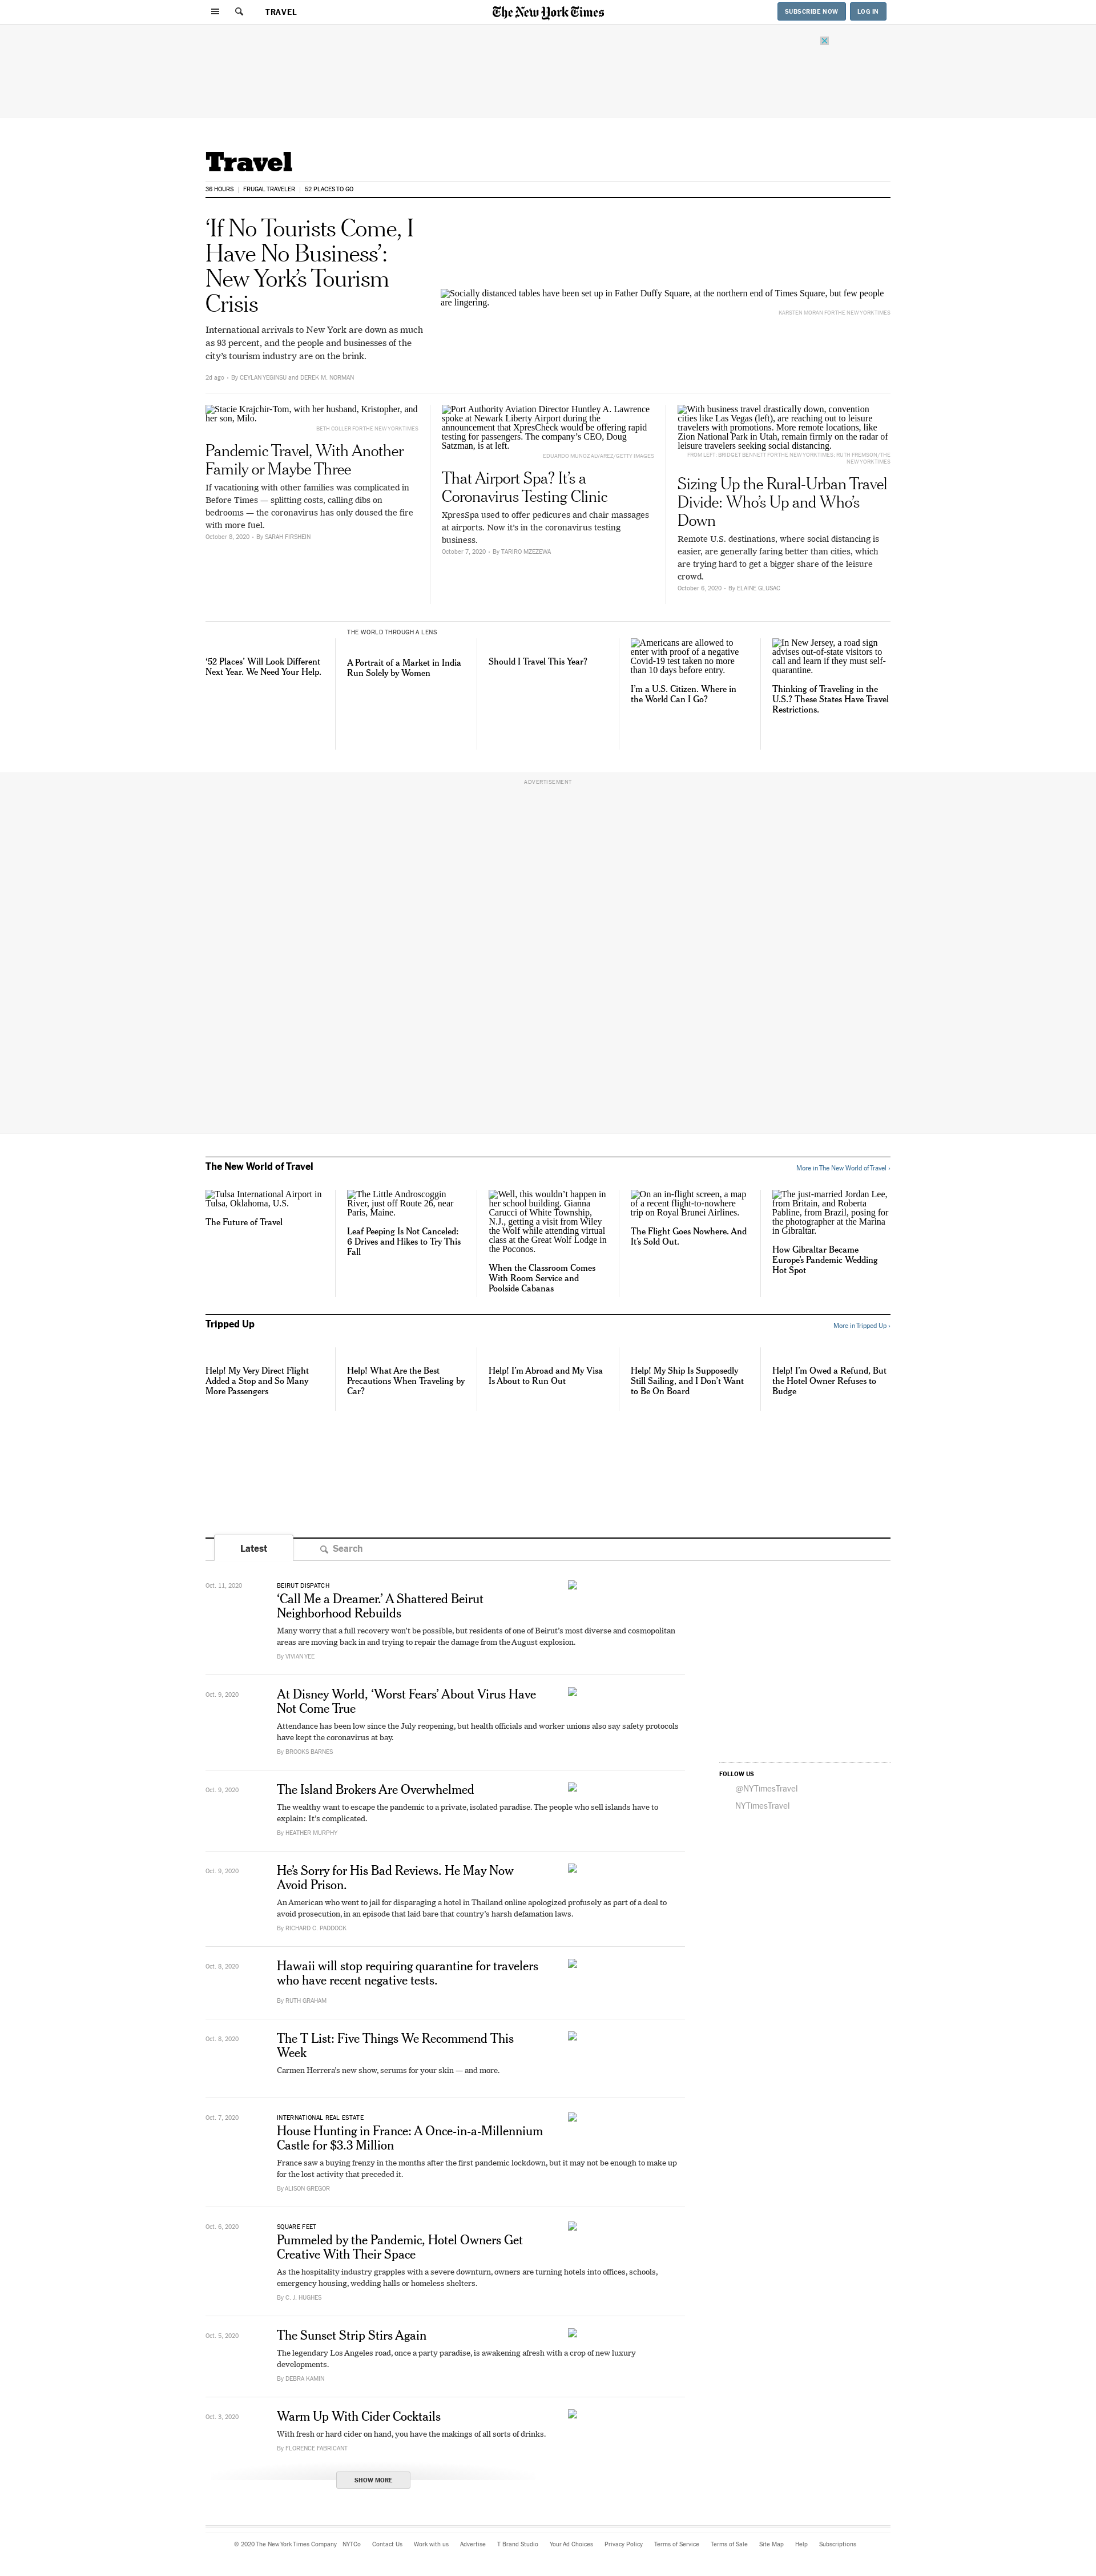 TRAVEL
The New York Times
SUBSCRIBE NOW
LOG IN
Travel
36 HOURS
FRUGAL TRAVELER
52 PLACES TO GO
‘If No Tourists Come, I
Have No Business’:
New York’s Tourism
Crisis
International arrivals to New York are down as much
as 93 percent, and the people and businesses of the
city’s tourism industry are on the brink.
2d ago • By CEYLAN YEGINSU and DEREK M. NORMAN
Socially distanced tables have been set up in Father Duffy Square, at the northern end of Times Square, but few people
are lingering.
KARSTEN MORAN FOR THE NEW YORK TIMES
Stacie Krajchir-Tom, with her husband, Kristopher, and
her son, Milo.
BETH COLLER FOR THE NEW YORK TIMES
Pandemic Travel, With Another
Family or Maybe Three
If vacationing with other families was complicated in
Before Times — splitting costs, calling dibs on
bedrooms — the coronavirus has only doused the fire
with more fuel.
October 8, 2020 • By SARAH FIRSHEIN
Port Authority Aviation Director Huntley A. Lawrence
spoke at Newark Liberty Airport during the
announcement that XpresCheck would be offering rapid
testing for passengers. The company’s CEO, Doug
Satzman, is at left.
EDUARDO MUNOZ ALVAREZ/GETTY IMAGES
That Airport Spa? It’s a
Coronavirus Testing Clinic
XpresSpa used to offer pedicures and chair massages
at airports. Now it’s in the coronavirus testing
business.
October 7, 2020 • By TARIRO MZEZEWA
With business travel drastically down, convention
cities like Las Vegas (left), are reaching out to leisure
travelers with promotions. More remote locations, like
Zion National Park in Utah, remain firmly on the radar of
leisure travelers seeking social distancing.
FROM LEFT: BRIDGET BENNETT FOR THE NEW YORK TIMES; RUTH FREMSON/THE
NEW YORK TIMES
Sizing Up the Rural-Urban Travel
Divide: Who’s Up and Who’s
Down
Remote U.S. destinations, where social distancing is
easier, are generally faring better than cities, which
are trying hard to get a bigger share of the leisure
crowd.
October 6, 2020 • By ELAINE GLUSAC
‘52 Places’ Will Look Different
Next Year. We Need Your Help.
THE WORLD THROUGH A LENS
A Portrait of a Market in India
Run Solely by Women
Should I Travel This Year?
Americans are allowed to
enter with proof of a negative
Covid-19 test taken no more
than 10 days before entry.
I’m a U.S. Citizen. Where in
the World Can I Go?
In New Jersey, a road sign
advises out-of-state visitors to
call and learn if they must self-
quarantine.
Thinking of Traveling in the
U.S.? These States Have Travel
Restrictions.
ADVERTISEMENT
The New World of Travel
More in The New World of Travel ›
Tulsa International Airport in
Tulsa, Oklahoma, U.S.
The Future of Travel
The Little Androscoggin
River, just off Route 26, near
Paris, Maine.
Leaf Peeping Is Not Canceled:
6 Drives and Hikes to Try This
Fall
Well, this wouldn’t happen in
her school building. Gianna
Carucci of White Township,
N.J., getting a visit from Wiley
the Wolf while attending virtual
class at the Great Wolf Lodge in
the Poconos.
When the Classroom Comes
With Room Service and
Poolside Cabanas
On an in-flight screen, a map
of a recent flight-to-nowhere
trip on Royal Brunei Airlines.
The Flight Goes Nowhere. And
It’s Sold Out.
The just-married Jordan Lee,
from Britain, and Roberta
Pabline, from Brazil, posing for
the photographer at the Marina
in Gibraltar.
How Gibraltar Became
Europe’s Pandemic Wedding
Hot Spot
Tripped Up
More in Tripped Up ›
Help! My Very Direct Flight
Added a Stop and So Many
More Passengers
Help! What Are the Best
Precautions When Traveling by
Car?
Help! I’m Abroad and My Visa
Is About to Run Out
Help! My Ship Is Supposedly
Still Sailing, and I Don’t Want
to Be On Board
Help! I’m Owed a Refund, But
the Hotel Owner Refuses to
Budge
Latest
Search
Oct. 11, 2020
BEIRUT DISPATCH
‘Call Me a Dreamer.’ A Shattered Beirut
Neighborhood Rebuilds
Many worry that a full recovery won’t be possible, but residents of one of Beirut’s most diverse and cosmopolitan
areas are moving back in and trying to repair the damage from the August explosion.
By VIVIAN YEE
Oct. 9, 2020
At Disney World, ‘Worst Fears’ About Virus Have
Not Come True
Attendance has been low since the July reopening, but health officials and worker unions also say safety protocols
have kept the coronavirus at bay.
By BROOKS BARNES
FOLLOW US
@NYTimesTravel
NYTimesTravel
Oct. 9, 2020
The Island Brokers Are Overwhelmed
The wealthy want to escape the pandemic to a private, isolated paradise. The people who sell islands have to
explain: It’s complicated.
By HEATHER MURPHY
Oct. 9, 2020
He’s Sorry for His Bad Reviews. He May Now
Avoid Prison.
An American who went to jail for disparaging a hotel in Thailand online apologized profusely as part of a deal to
avoid prosecution, in an episode that laid bare that country’s harsh defamation laws.
By RICHARD C. PADDOCK
Oct. 8, 2020
Hawaii will stop requiring quarantine for travelers
who have recent negative tests.
By RUTH GRAHAM
Oct. 8, 2020
The T List: Five Things We Recommend This
Week
Carmen Herrera’s new show, serums for your skin — and more.
Oct. 7, 2020
INTERNATIONAL REAL ESTATE
House Hunting in France: A Once-in-a-Millennium
Castle for $3.3 Million
France saw a buying frenzy in the months after the first pandemic lockdown, but it may not be enough to make up
for the lost activity that preceded it.
By ALISON GREGOR
Oct. 6, 2020
SQUARE FEET
Pummeled by the Pandemic, Hotel Owners Get
Creative With Their Space
As the hospitality industry grapples with a severe downturn, owners are turning hotels into offices, schools,
emergency housing, wedding halls or homeless shelters.
By C. J. HUGHES
Oct. 5, 2020
The Sunset Strip Stirs Again
The legendary Los Angeles road, once a party paradise, is awakening afresh with a crop of new luxury
developments.
By DEBRA KAMIN
Oct. 3, 2020
Warm Up With Cider Cocktails
With fresh or hard cider on hand, you have the makings of all sorts of drinks.
By FLORENCE FABRICANT
SHOW MORE
© 2020 The New York Times Company NYTCo Contact Us Work with us Advertise T Brand Studio Your Ad Choices Privacy Policy Terms of Service Terms of Sale Site Map Help Subscriptions